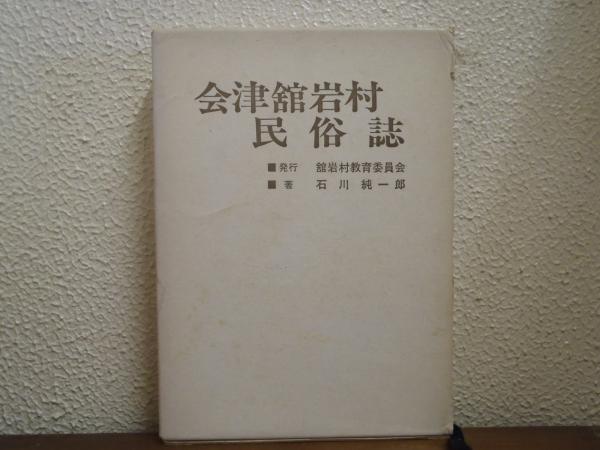 会津舘岩村
民俗誌
■発行 舘岩村教育委員会
■著 石川純一郎